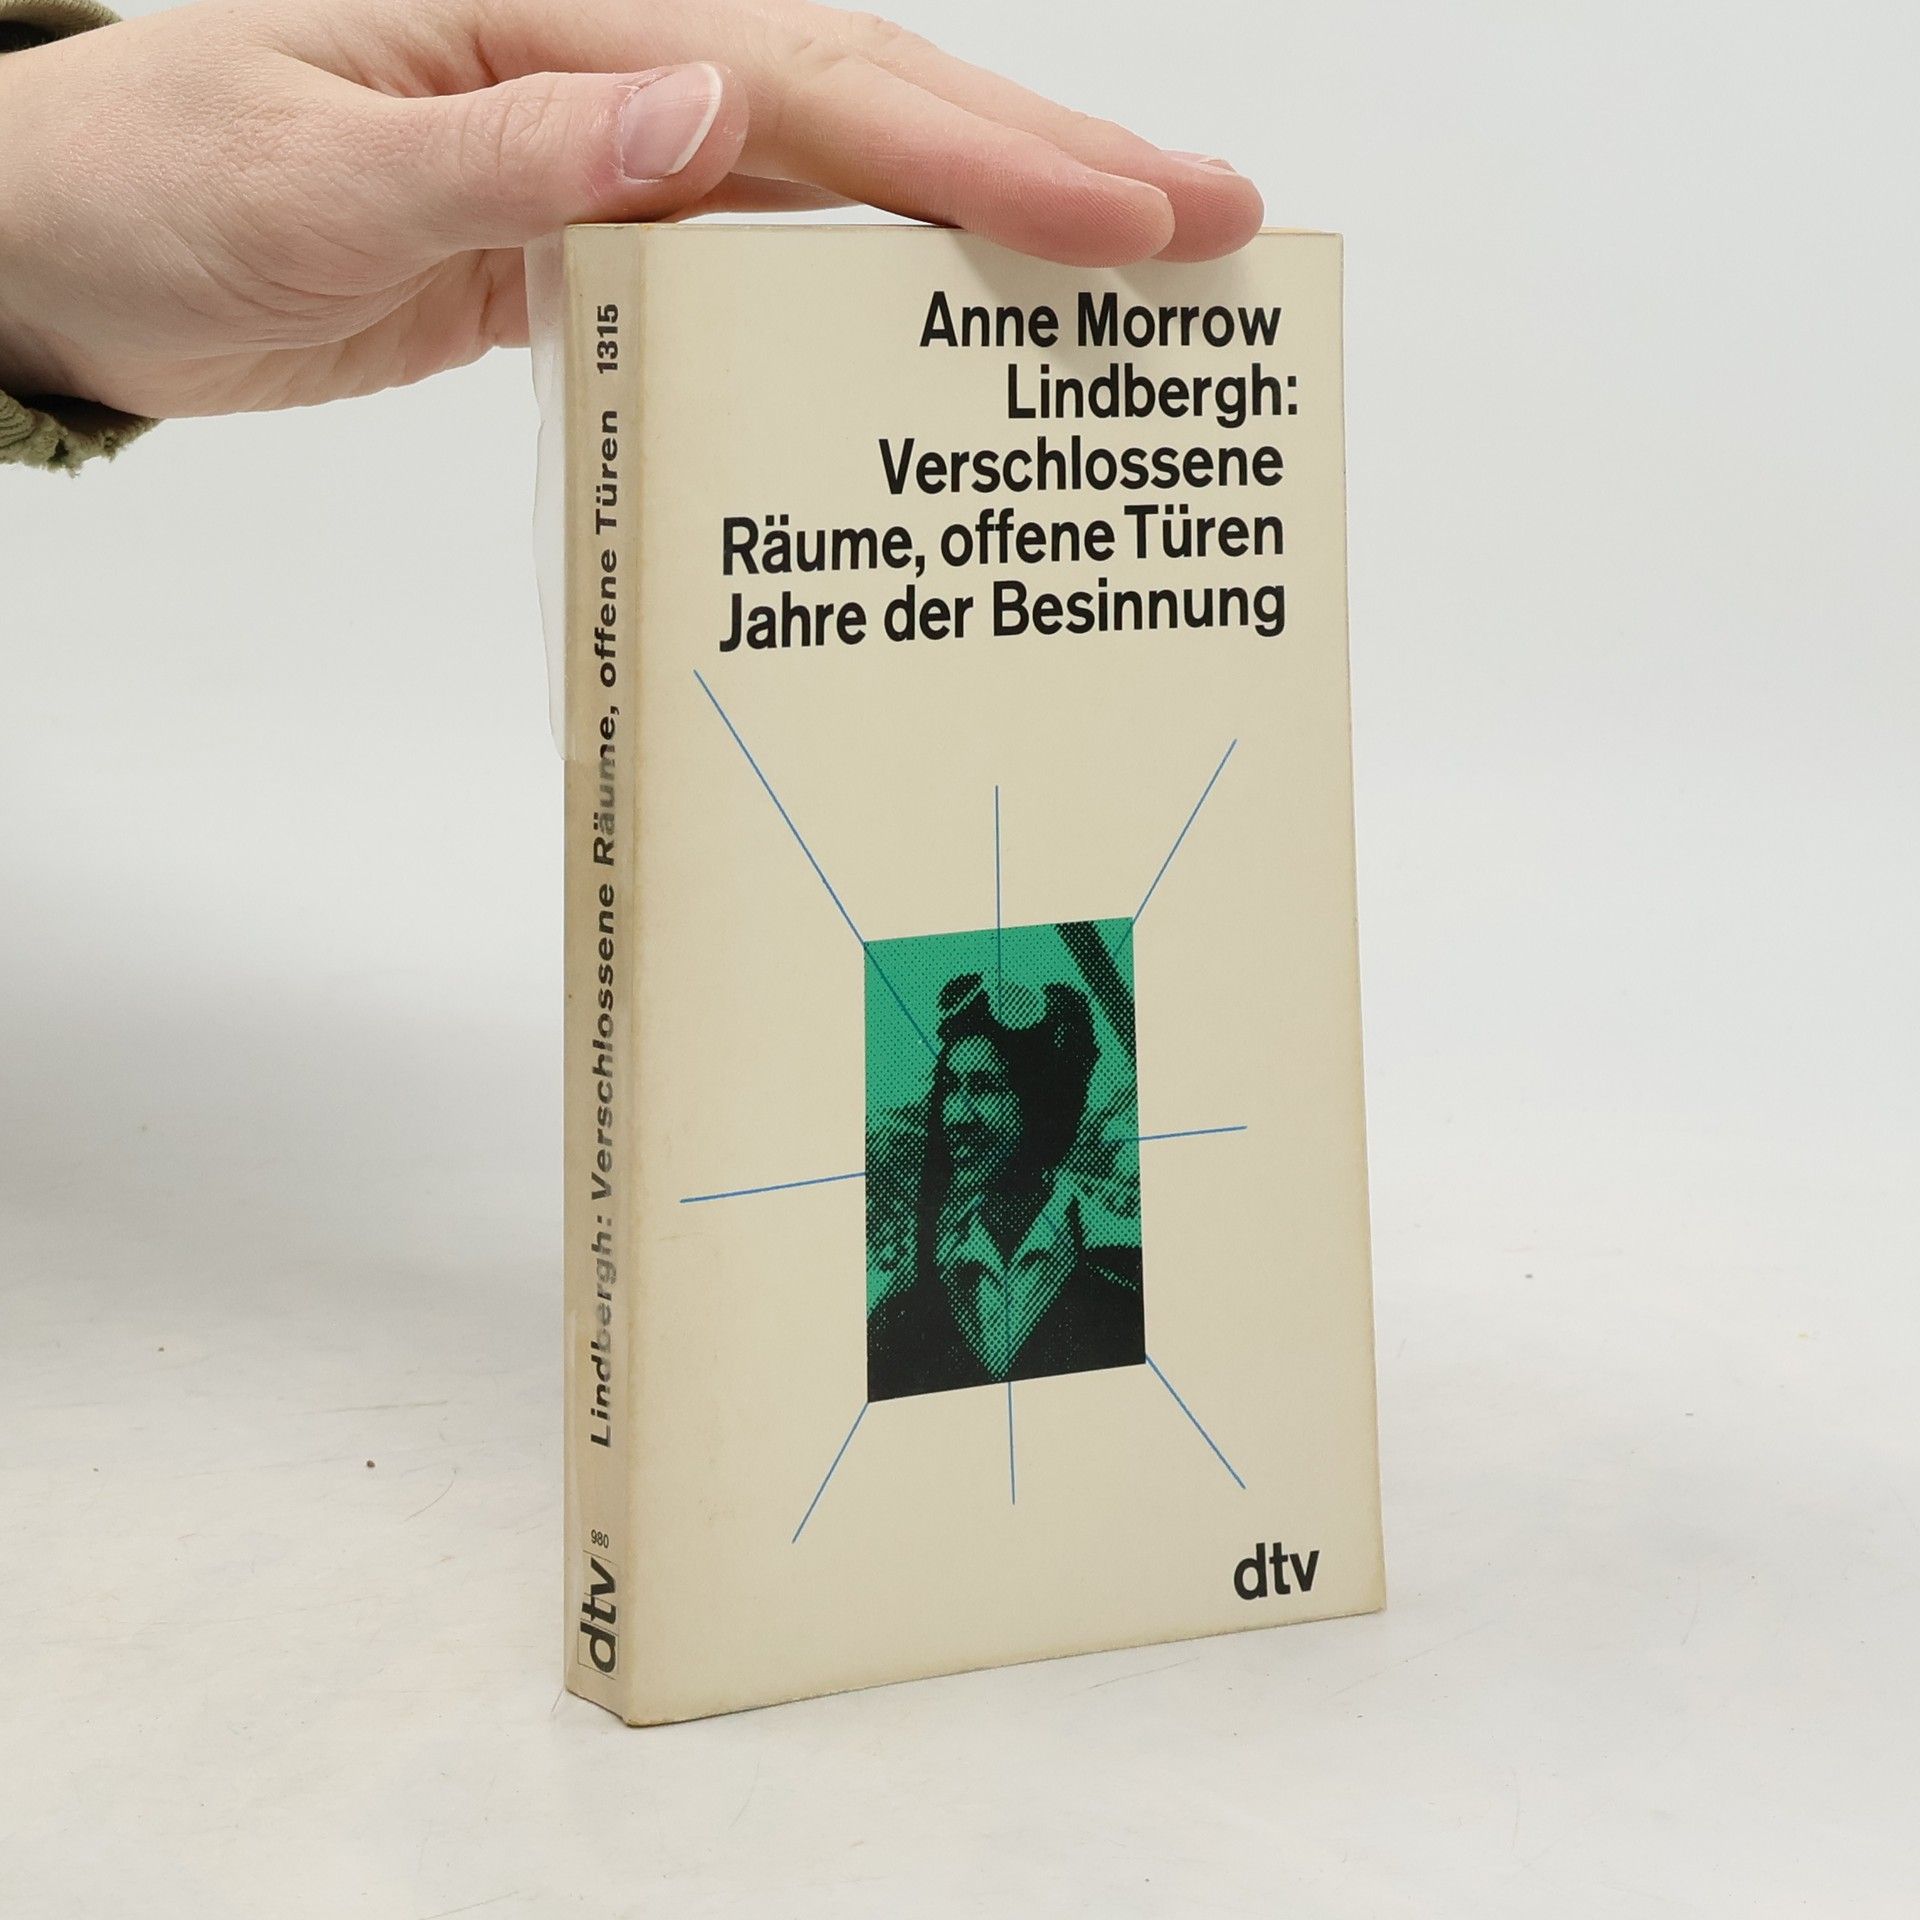 Anne Morrow
Lindbergh:
Verschlossene
Räume, offene Türen
Jahre der Besinnung
dtv
Lindbergh: Verschlossene Räume, offene Türen 1315
980
dtv